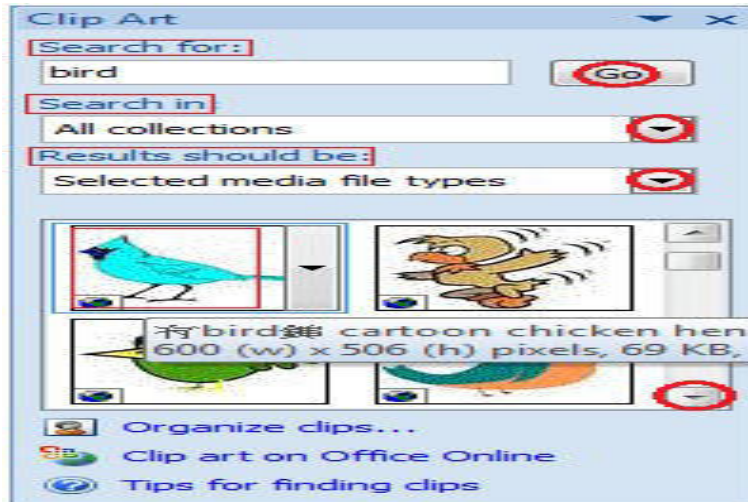 Clip Art
Search for:
bird
Go
Search in
All collections
Results should be:
Selected media file types
bird cartoon chicken hen
600 (w) x 506 (h) pixels, 69 KB,
Organize clips...
Clip art on Office Online
Tips for finding clips